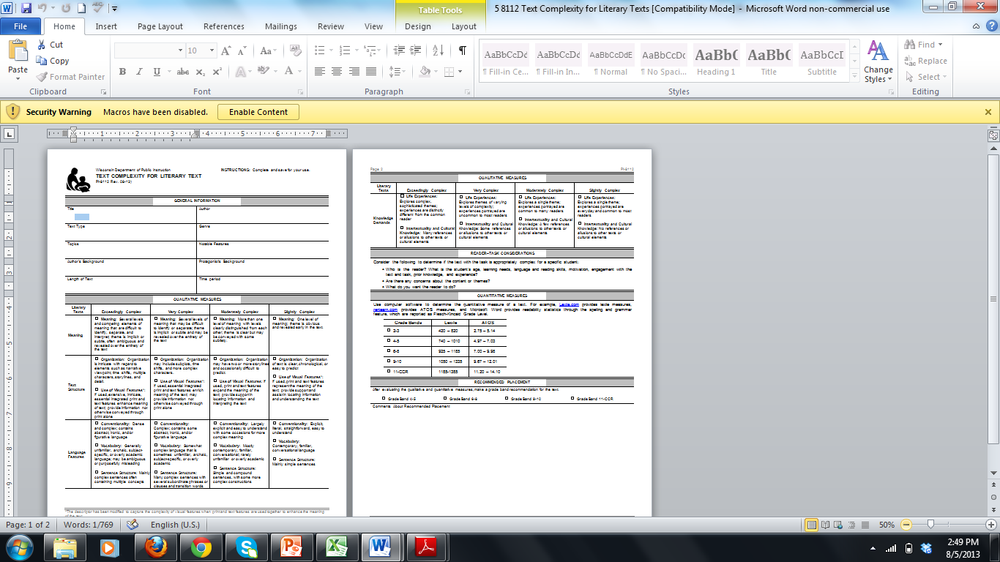 Table Tools
5 8112 Text Complexity for Literary Texts [Compatibility Mode] - Microsoft Word non-commercial use
File Home Insert Page Layout References Mailings Review View Design Layout
Cut
Copy
Format Painter
Paste
Clipboard
10
Font
Paragraph
AaBbCcDc AaBbCcDc AaBbCcDdE AaBbCcDc AaBbC AaBbC AaBbCcI
¶ Fill-in Ce... ¶ Fill-in In... ¶ Normal ¶ No Spaci... Heading 1 Title Subtitle
Change Styles
Styles
Find
Replace
Select
Editing
Security Warning Macros have been disabled. Enable Content
1 2 3 4 5 6 7
Wisconsin Department of Public Instruction
TEXT COMPLEXITY FOR LITERARY TEXT
PI-8112 Rev. 06-13)
INSTRUCTIONS: Complete and save for your use.
GENERAL INFORMATION
Title Author
Text Type Genre
Topics Notable Features
Author's Background Protagonist's Background
Length of Text Time period
QUALITATIVE MEASURES
Literary Texts Exceedingly Complex Very Complex Moderately Complex Slightly Complex
Meaning
Meaning: Several levels
and competing elements of
meaning that are difficult to
identify, separate, and
interpret; theme is implicit or
subtle, often ambiguous and
revealed over the entirety of
the text
Meaning: Several levels of
meaning that may be difficult
to identify or separate; theme
is implicit or subtle and may be
revealed over the entirety of
the text
Meaning: More than one
level of meaning with levels
clearly distinguished from each
other; theme is clear but may
be conveyed with some
subtlety.
Meaning: One level of
meaning; theme is obvious
and revealed early in the text
Text
Structure
Organization: Organization
is intricate with regard to
elements such as narrative
viewpoint, time shifts, multiple
characters, storylines, and
detail.
Use of Visual Features*:
If used, extensive, intricate,
essential integrated print and
text features enhance meaning
of text; provide information not
otherwise conveyed through
print alone
Organization: Organization
may include subplots, time
shifts, and more complex
characters.
Use of Visual Features*:
If used, essential integrated
print and text features enrich
meaning of the text; may
provide information not
otherwise conveyed through
print alone
Organization: Organization
may have two or more storylines
and occasionally difficult to
predict.
Use of Visual Features: If
used, print and text features
expand the meaning of the
text; provide support in
locating information and
interpreting the text
Organization: Organization
of text is clear, chronological, or
easy to predict
Use of Visual Features*:
If used, print and text features
represent the meaning of the
text; provide support and
assist in locating information
and understanding the text
Language
Features
Conventionality: Dense
and complex; contains
abstract, ironic, and/or
figurative language
Vocabulary: Generally
unfamiliar, archaic, subject-
specific, or overly academic
language; may be ambiguous
or purposefully misleading
Sentence Structure: Mainly
complex sentences often
containing multiple concepts
Conventionality:
Complex; contains some
abstract, ironic, and/or
figurative language
Vocabulary: Somewhat
complex language that is
sometimes unfamiliar, archaic,
subject-specific, or overly
academic
Sentence Structure:
Many complex sentences with
several subordinate phrases or
clauses and transition words
Conventionality: Largely
explicit and easy to understand
with some occasions for more
complex meaning
Vocabulary: Mostly
contemporary, familiar,
conversational; rarely
unfamiliar or overly academic
Sentence Structure:
Simple and compound
sentences, with some more
complex constructions
Conventionality: Explicit,
literal, straightforward, easy to
understand
Vocabulary:
Contemporary, familiar,
conversational language
Sentence Structure:
Mainly simple sentences
*The descriptor has been modified to capture the complexity of visual features when print and text features are used together to enhance the meaning
of the text.
Page 2 PI-8112
QUALITATIVE MEASURES
Literary Texts Exceedingly Complex Very Complex Moderately Complex Slightly Complex
Knowledge
Demands
Life Experiences:
Explores complex,
sophisticated themes;
experiences are distinctly
different from the common
reader
Intertextuality and Cultural
Knowledge: Many references
or allusions to other texts or
cultural elements
Life Experiences:
Explores themes of varying
levels of complexity;
experiences portrayed are
uncommon to most readers
Intertextuality and Cultural
Knowledge: Some references
or allusions to other texts or
cultural elements
Life Experiences:
Explores a single theme;
experiences portrayed are
common to many readers
Intertextuality and Cultural
Knowledge: A few references
or allusions to other texts or
cultural elements
Life Experiences:
Explores a single theme;
experiences portrayed are
everyday and common to most
readers
Intertextuality and Cultural
Knowledge: No references or
allusions to other texts or
cultural elements
READER–TASK CONSIDERATIONS
Consider the following to determine if the text with the task is appropriately complex for a specific student:
• Who is the reader? What is the student's age, learning needs, language and reading skills, motivation, engagement with the
text and task, prior knowledge, and experience?
• Are there any concerns about the content or themes?
• What do you want the reader to do?
QUANTITATIVE MEASURES
Use computer software to determine the quantitative measure of a text. For example, Lexile.com provides lexile measures,
renlearn.com provides ATOS measures, and Microsoft Word provides readability statistics through the spelling and grammar
feature, which are reported as Flesch-Kincaid Grade Level.
Grade Bands Lexile ATOS
2-3 420 – 820 2.75 – 5.14
4-5 740 – 1010 4.97 – 7.03
6-8 925 – 1185 7.00 – 9.98
9-10 1050 – 1335 9.67 – 12.01
11-CCR 1185-1385 11.20 – 14.10
RECOMMENDED PLACEMENT
After evaluating the qualitative and quantitative measures, make a grade band recommendation for the text.
Grade Band 4-5 Grade Band 6-8 Grade Band 9-10 Grade Band 11-CCR
Comments About Recommended Placement
Page: 1 of 2 Words: 1/769 English (U.S.) 50%
2:49 PM
8/5/2013